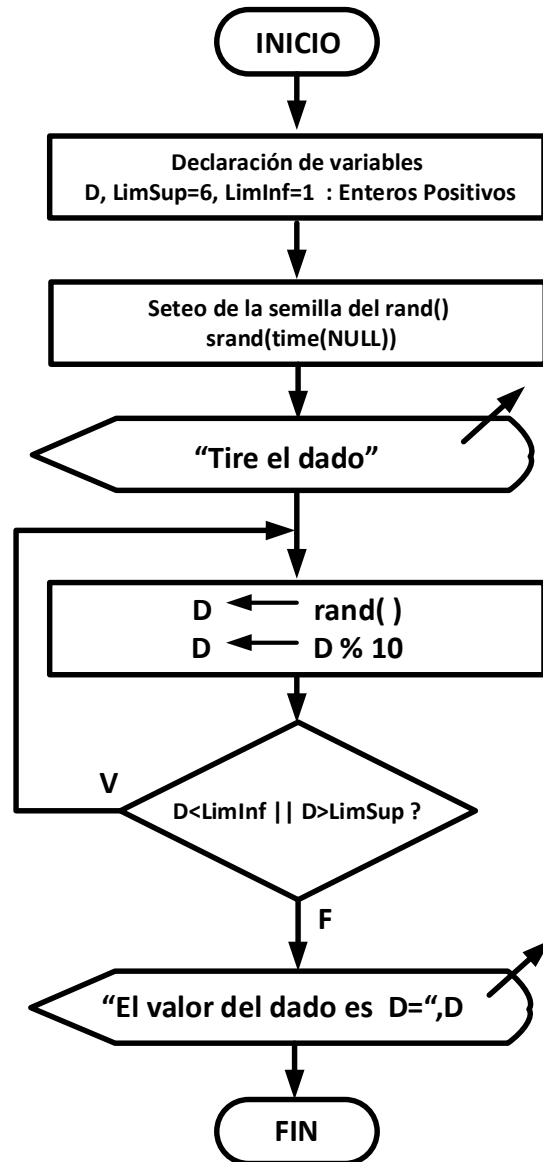 INICIO
Declaración de variables
D, LimSup=6, LimInf=1 : Enteros Positivos
Seteo de la semilla del rand()
srand(time(NULL))
“Tire el dado”
D ← rand( )
D ← D % 10
V
D<LimInf || D>LimSup ?
F
“El valor del dado es D=“,D
FIN